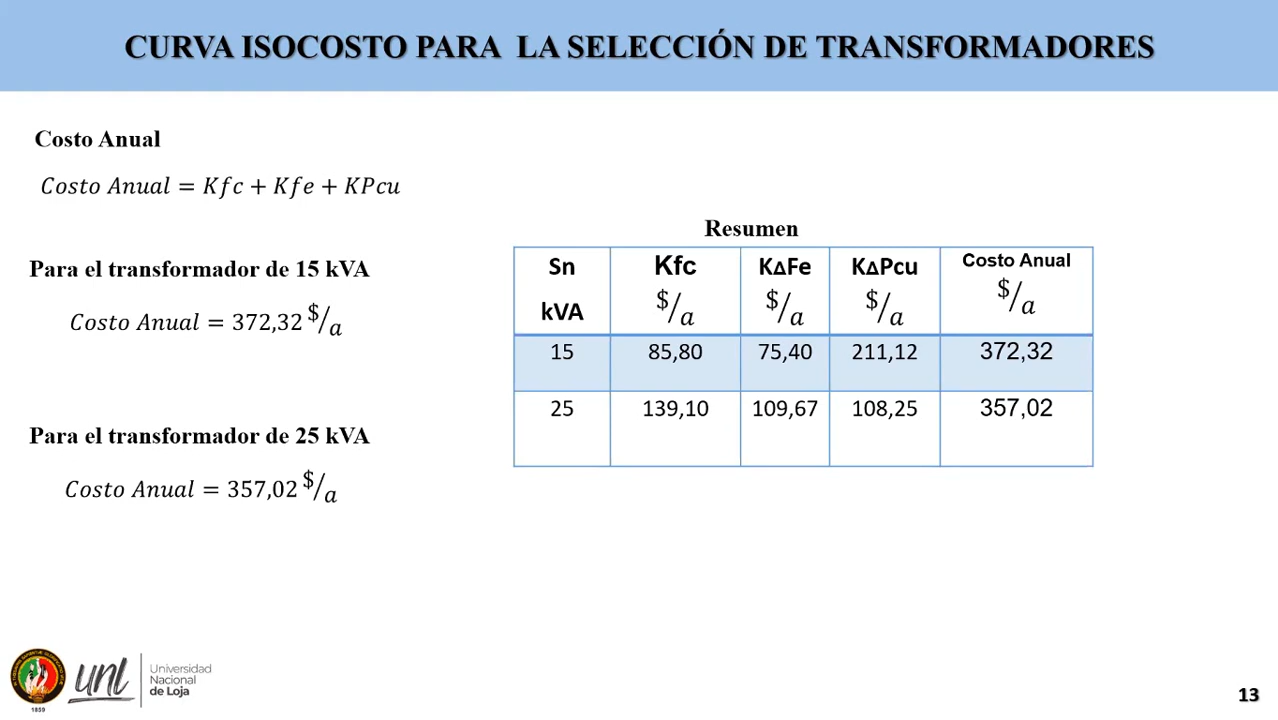 CURVA ISOCOSTO PARA LA SELECCIÓN DE TRANSFORMADORES
Costo Anual
Costo Anual = Kfc + Kfe + KPcu
Para el transformador de 15 kVA
Costo Anual = 372,32 $/a
Para el transformador de 25 kVA
Costo Anual = 357,02 $/a
Resumen
Sn kVA Kfc $/a K∆Fe $/a K∆Pcu $/a Costo Anual $/a
15 85,80 75,40 211,12 372,32
25 139,10 109,67 108,25 357,02
1859
unl
Universidad
Nacional
de Loja
13